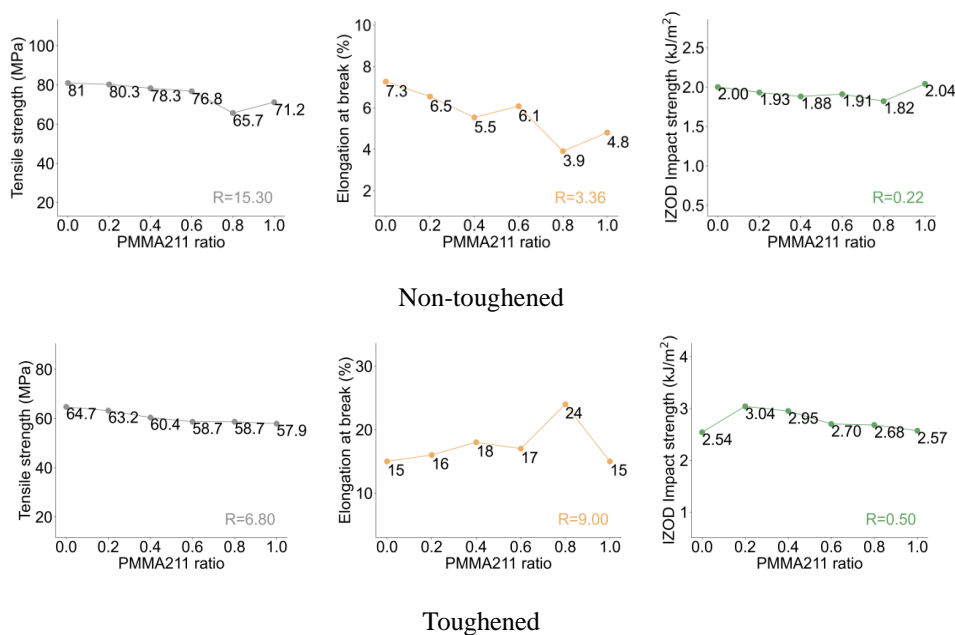 Tensile strength (MPa)
100
80
60
40
20
81
80.3
78.3
76.8
65.7
71.2
R=15.30
0.0 0.2 0.4 0.6 0.8 1.0
PMMA211 ratio
Elongation at break (%)
10
8
6
4
2
7.3
6.5
5.5
6.1
3.9
4.8
R=3.36
0.0 0.2 0.4 0.6 0.8 1.0
PMMA211 ratio
IZOD Impact strength (kJ/m²)
2.5
2.0
1.5
1.0
0.5
2.00
1.93
1.88
1.91
1.82
2.04
R=0.22
0.0 0.2 0.4 0.6 0.8 1.0
PMMA211 ratio
Non-toughened
Tensile strength (MPa)
80
60
40
20
64.7
63.2
60.4
58.7
58.7
57.9
R=6.80
0.0 0.2 0.4 0.6 0.8 1.0
PMMA211 ratio
Elongation at break (%)
30
20
10
15
16
18
17
24
15
R=9.00
0.0 0.2 0.4 0.6 0.8 1.0
PMMA211 ratio
IZOD Impact strength (kJ/m²)
4
3
2
1
2.54
3.04
2.95
2.70
2.68
2.57
R=0.50
0.0 0.2 0.4 0.6 0.8 1.0
PMMA211 ratio
Toughened